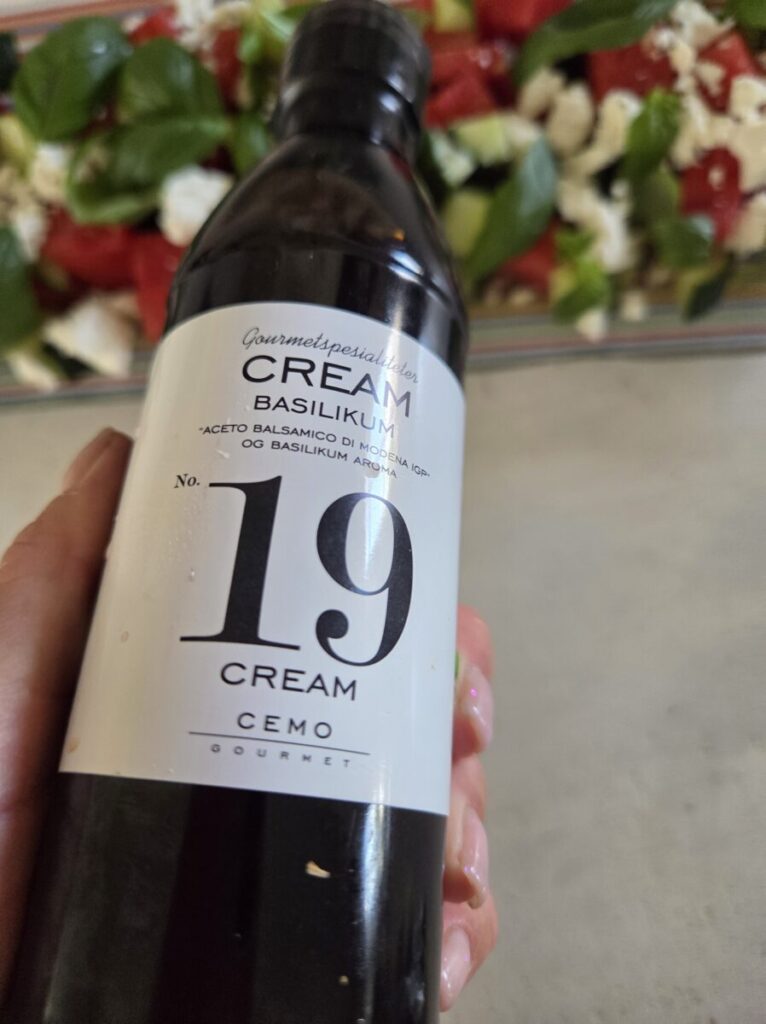 Gourmetspesialiteter
CREAM
BASILIKUM
"ACETO BALSAMICO DI MODENA IGP"
OG BASILIKUM AROMA
No. 19
CREAM
CEMO
GOURMET